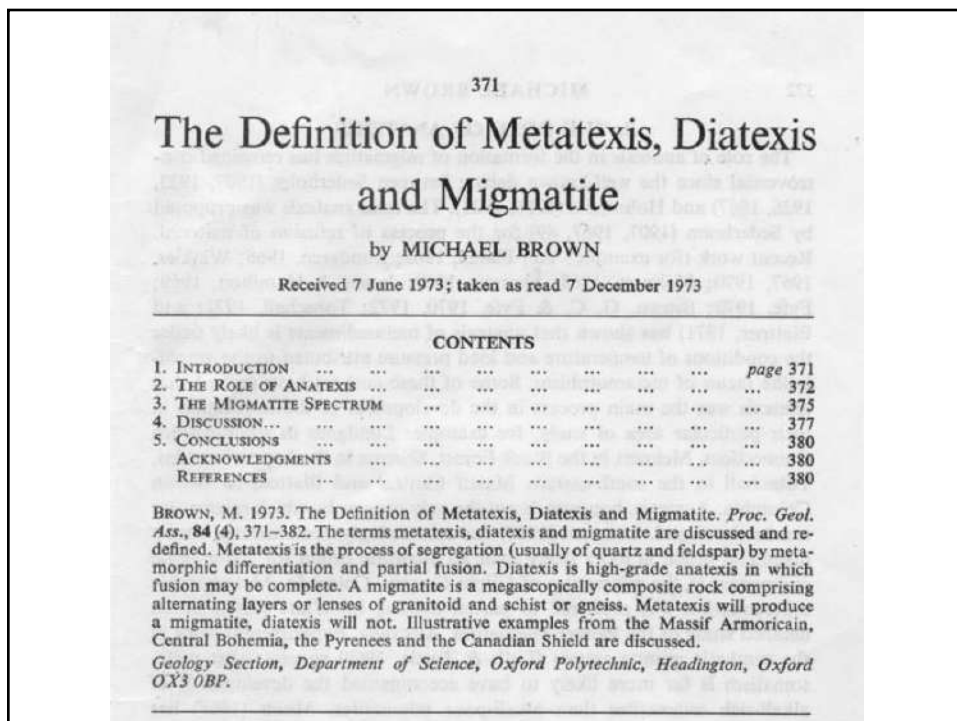 371
The Definition of Metatexis, Diatexis
and Migmatite
by MICHAEL BROWN
Received 7 June 1973; taken as read 7 December 1973
CONTENTS
1. INTRODUCTION ... ... ... ... ... ... ... page 371
2. THE ROLE OF ANATEXIS ... ... ... ... ... ... 372
3. THE MIGMATITE SPECTRUM ... ... ... ... ... ... 375
4. DISCUSSION... ... ... ... ... ... ... ... 377
5. CONCLUSIONS ... ... ... ... ... ... ... 380
ACKNOWLEDGMENTS ... ... ... ... ... ... ... 380
REFERENCES ... ... ... ... ... ... ... ... 380
BROWN, M. 1973. The Definition of Metatexis, Diatexis and Migmatite. Proc. Geol.
Ass., 84 (4), 371–382. The terms metatexis, diatexis and migmatite are discussed and re-
defined. Metatexis is the process of segregation (usually of quartz and feldspar) by meta-
morphic differentiation and partial fusion. Diatexis is high-grade anatexis in which
fusion may be complete. A migmatite is a megascopically composite rock comprising
alternating layers or lenses of granitoid and schist or gneiss. Metatexis will produce
a migmatite, diatexis will not. Illustrative examples from the Massif Armoricain,
Central Bohemia, the Pyrenees and the Canadian Shield are discussed.
Geology Section, Department of Science, Oxford Polytechnic, Headington, Oxford
OX3 0BP.